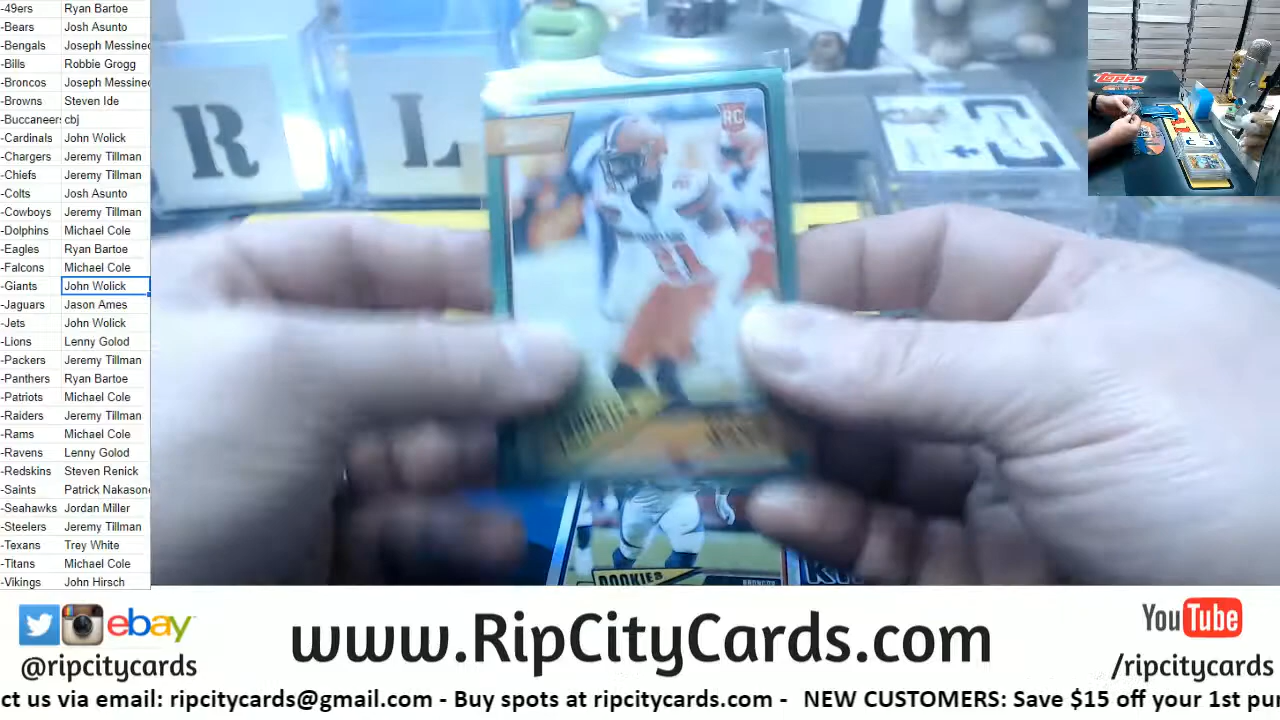 -49ers Ryan Bartoe
-Bears Josh Asunto
-Bengals Joseph Messinec
-Bills Robbie Grogg
-Broncos Joseph Messinec
-Browns Steven Ide
-Buccaneers cbj
-Cardinals John Wolick
-Chargers Jeremy Tillman
-Chiefs Jeremy Tillman
-Colts Josh Asunto
-Cowboys Jeremy Tillman
-Dolphins Michael Cole
-Eagles Ryan Bartoe
-Falcons Michael Cole
-Giants John Wolick
-Jaguars Jason Ames
-Jets John Wolick
-Lions Lenny Golod
-Packers Jeremy Tillman
-Panthers Ryan Bartoe
-Patriots Michael Cole
-Raiders Jeremy Tillman
-Rams Michael Cole
-Ravens Lenny Golod
-Redskins Steven Renick
-Saints Patrick Nakason
-Seahawks Jordan Miller
-Steelers Jeremy Tillman
-Texans Trey White
-Titans Michael Cole
-Vikings John Hirsch
R L
RC
Topps
ROOKIES
BRONCOS
ebay
@ripcitycards
www.RipCityCards.com
YouTube
/ripcitycards
ct us via email: ripcitycards@gmail.com - Buy spots at ripcitycards.com - NEW CUSTOMERS: Save $15 off your 1st pur